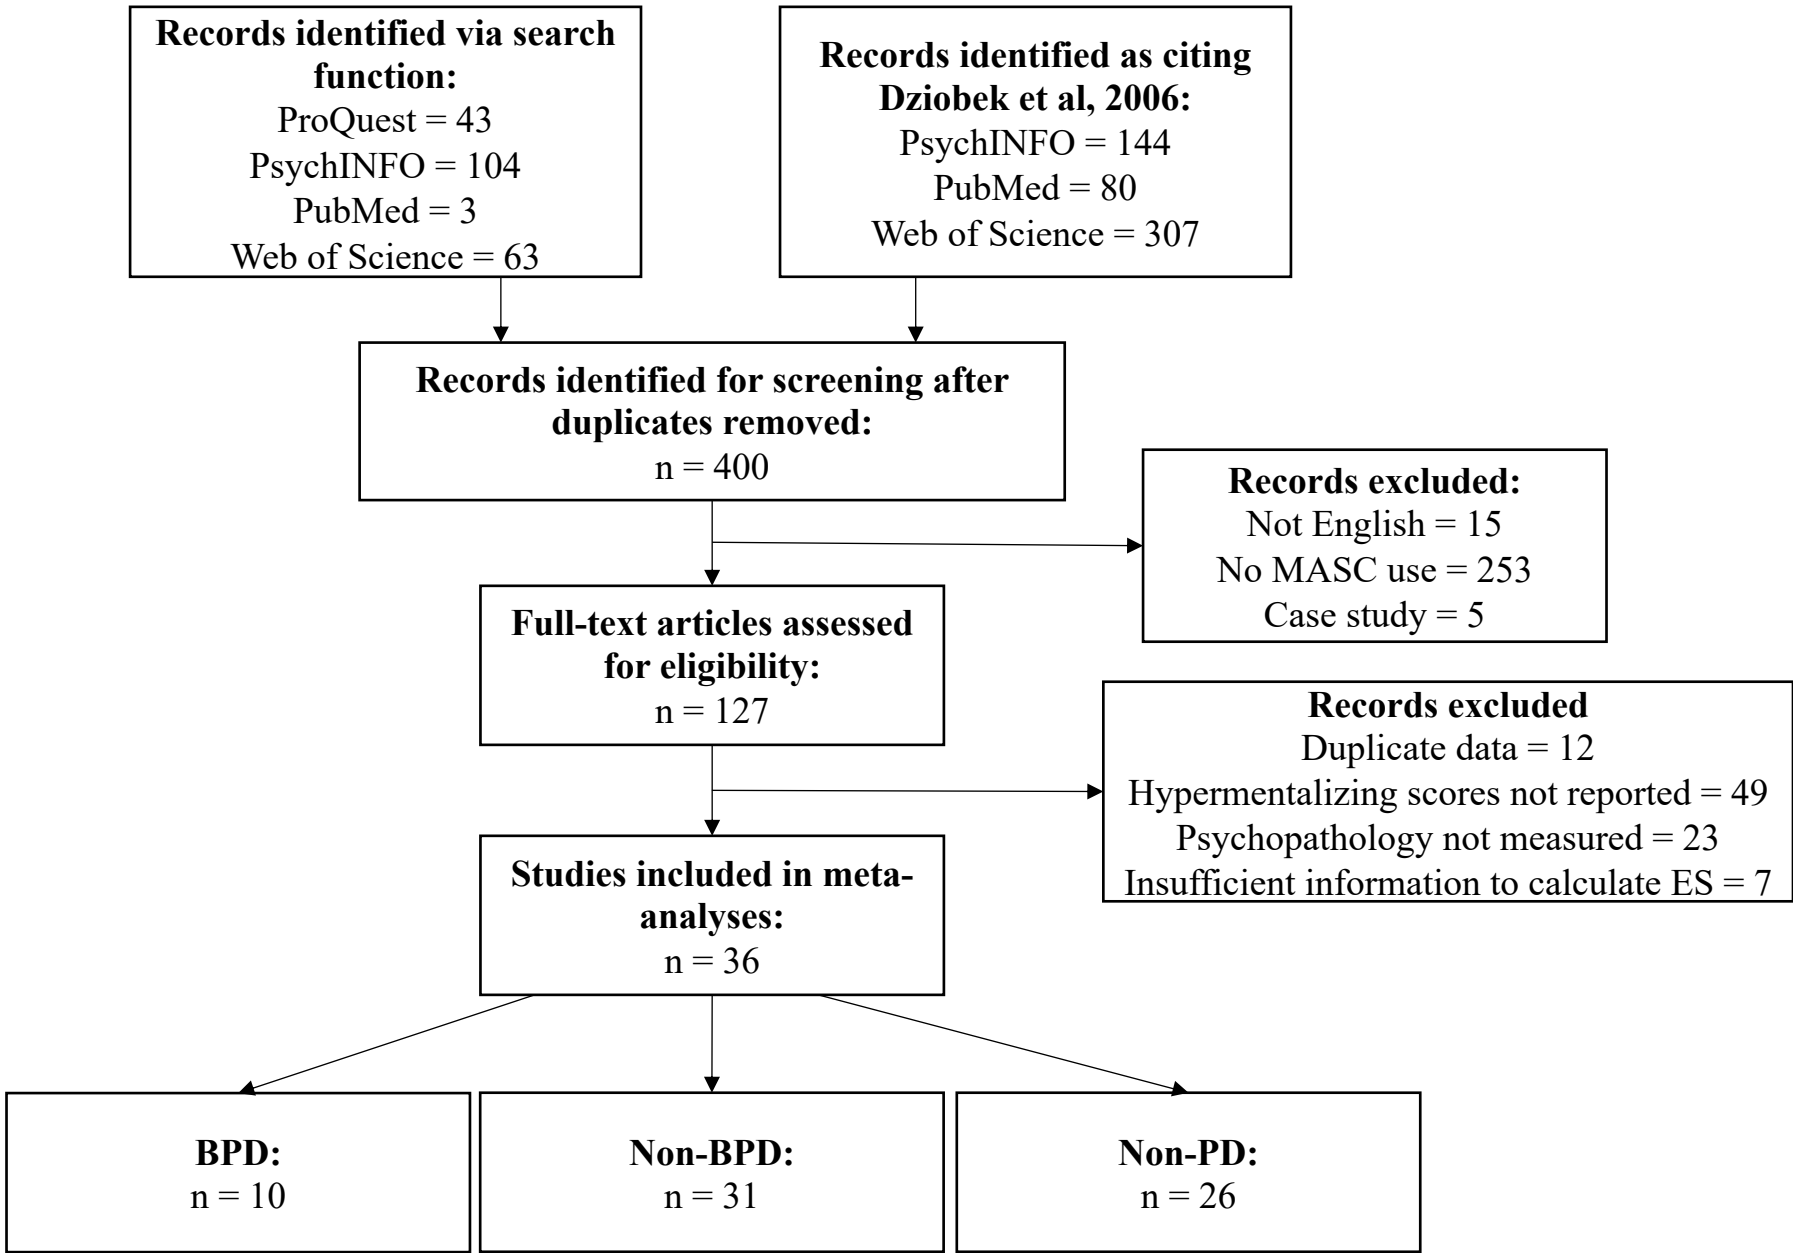 Records identified via search
function:
ProQuest = 43
PsychINFO = 104
PubMed = 3
Web of Science = 63
Records identified as citing
Dziobek et al, 2006:
PsychINFO = 144
PubMed = 80
Web of Science = 307
Records identified for screening after
duplicates removed:
n = 400
Records excluded:
Not English = 15
No MASC use = 253
Case study = 5
Full-text articles assessed
for eligibility:
n = 127
Records excluded
Duplicate data = 12
Hypermentalizing scores not reported = 49
Psychopathology not measured = 23
Insufficient information to calculate ES = 7
Studies included in meta-
analyses:
n = 36
BPD:
n = 10
Non-BPD:
n = 31
Non-PD:
n = 26